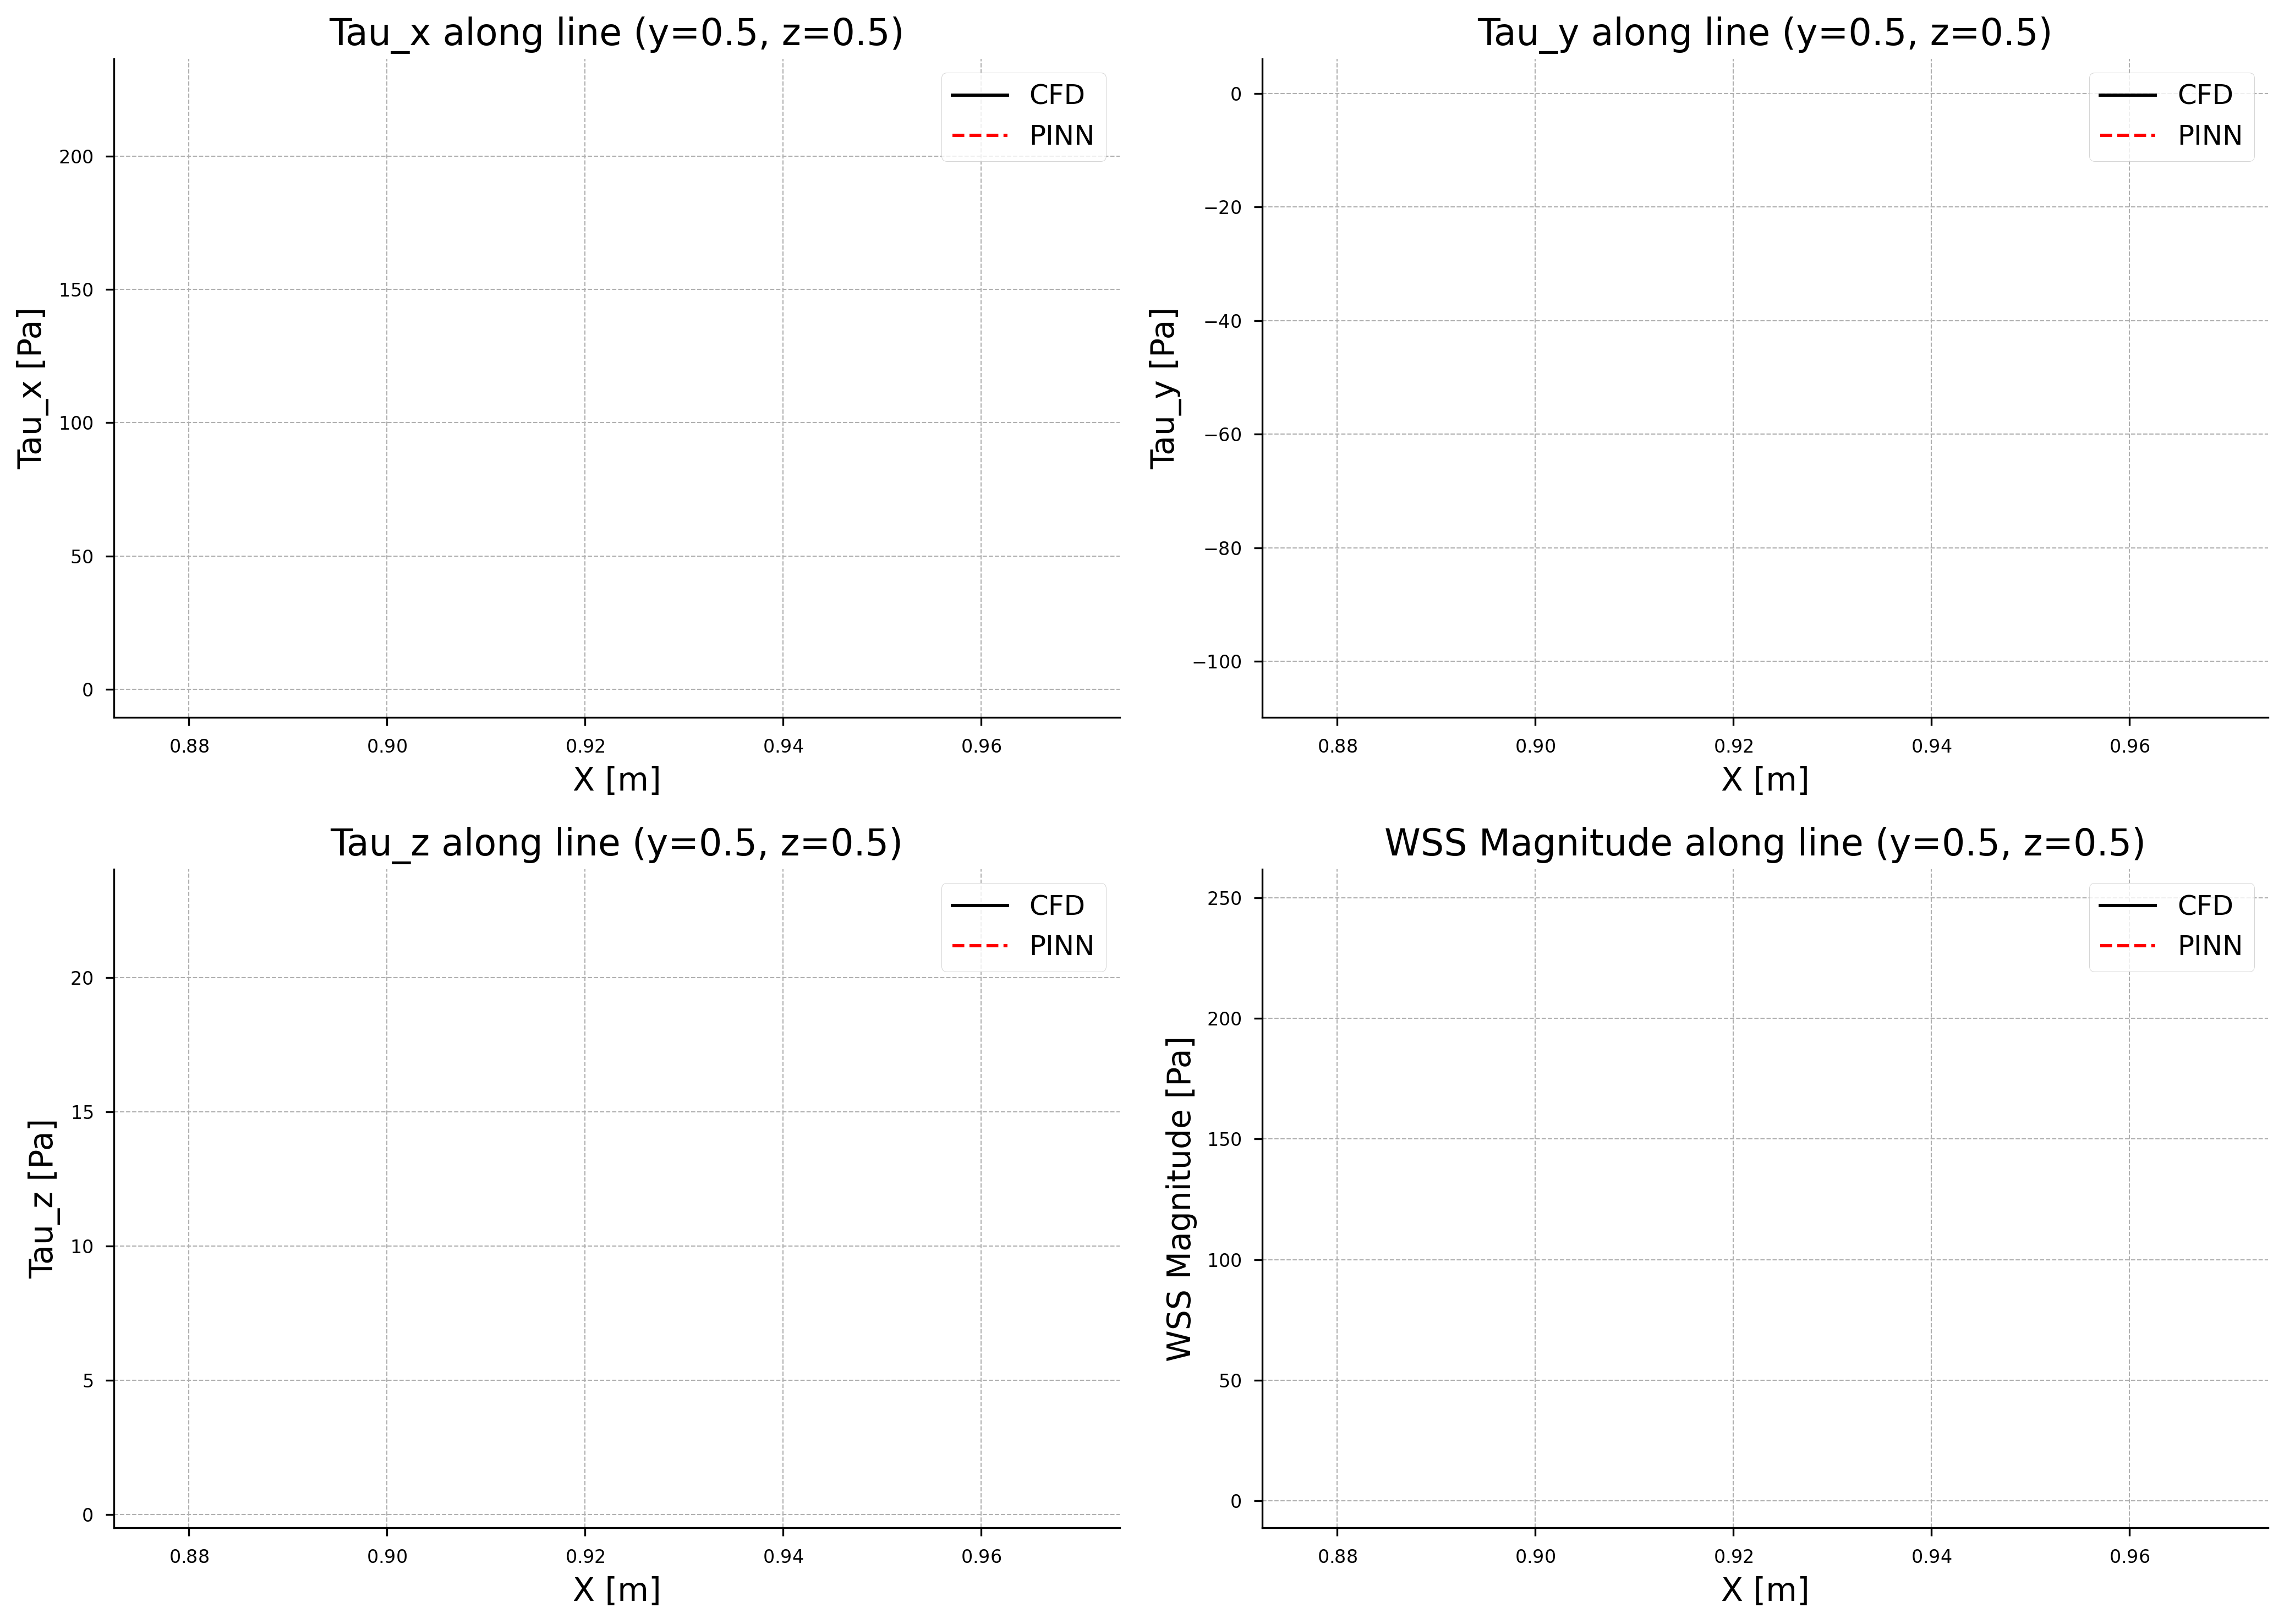 Tau_x along line (y=0.5, z=0.5)
CFD
PINN
200
150
100
50
0
Tau_x [Pa]
0.88 0.90 0.92 0.94 0.96
X [m]
Tau_y along line (y=0.5, z=0.5)
CFD
PINN
0
−20
−40
−60
−80
−100
Tau_y [Pa]
0.88 0.90 0.92 0.94 0.96
X [m]
Tau_z along line (y=0.5, z=0.5)
CFD
PINN
20
15
10
5
0
Tau_z [Pa]
0.88 0.90 0.92 0.94 0.96
X [m]
WSS Magnitude along line (y=0.5, z=0.5)
CFD
PINN
250
200
150
100
50
0
WSS Magnitude [Pa]
0.88 0.90 0.92 0.94 0.96
X [m]